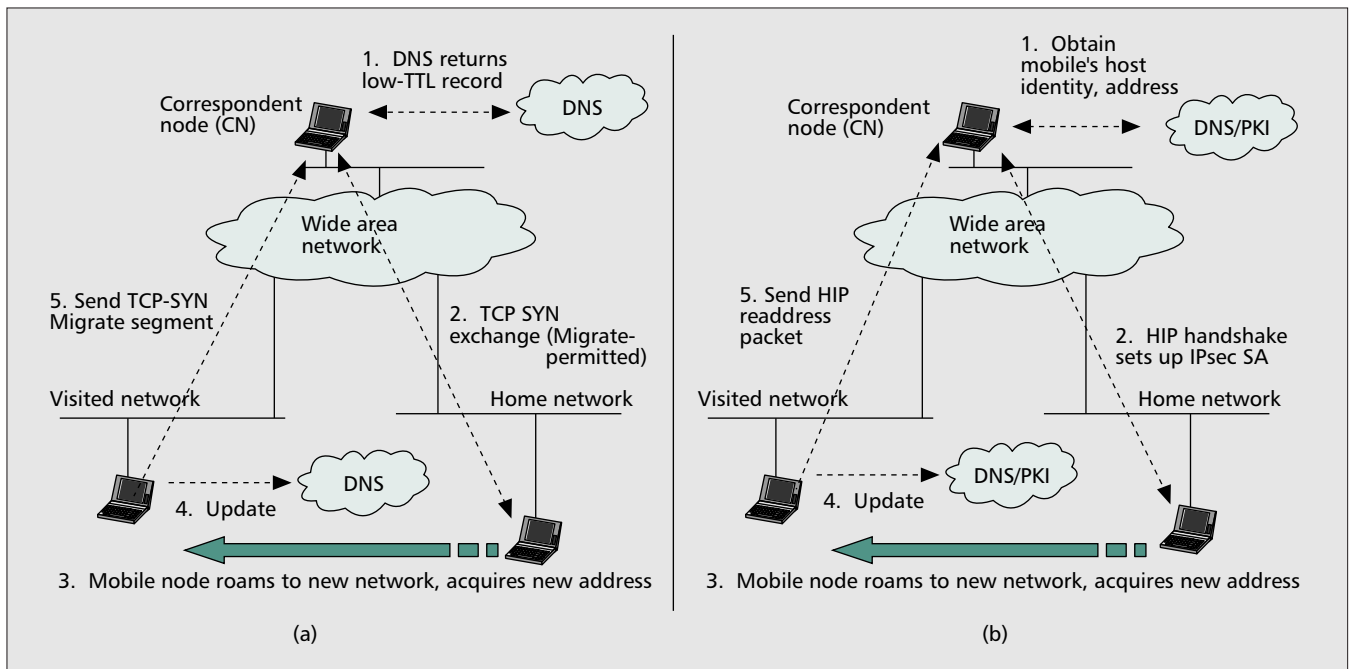 1. DNS returns
low-TTL record
Correspondent
node (CN)
DNS
Wide area
network
5. Send TCP-SYN
Migrate segment
2. TCP SYN
exchange (Migrate-
permitted)
Visited network
Home network
DNS
4. Update
3. Mobile node roams to new network, acquires new address
(a)
1. Obtain
mobile's host
identity, address
Correspondent
node (CN)
DNS/PKI
Wide area
network
5. Send HIP
readdress
packet
2. HIP handshake
sets up IPsec SA
Visited network
Home network
DNS/PKI
4. Update
3. Mobile node roams to new network, acquires new address
(b)